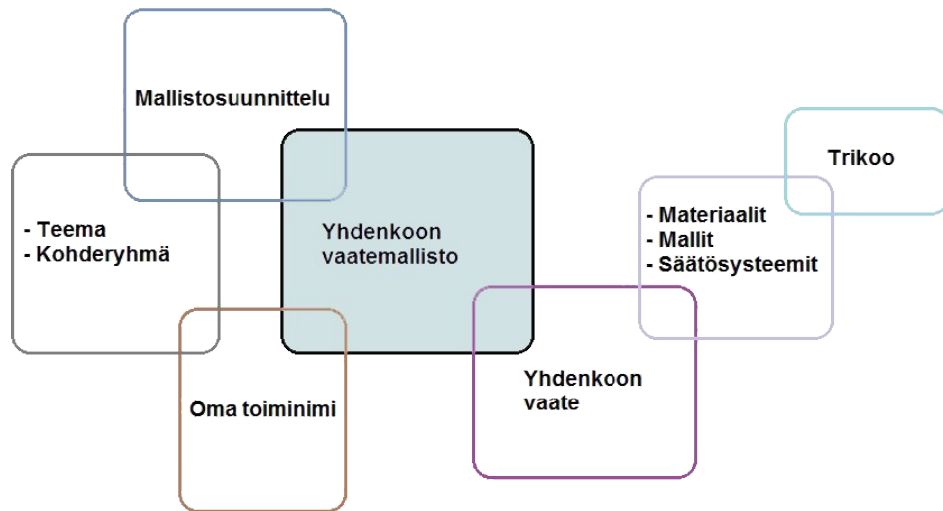 Mallistosuunnittelu
- Teema
- Kohderyhmä
Yhdenkoon
vaatemallisto
Oma toiminimi
Yhdenkoon
vaate
- Materiaalit
- Mallit
- Säätösysteemit
Trikoo